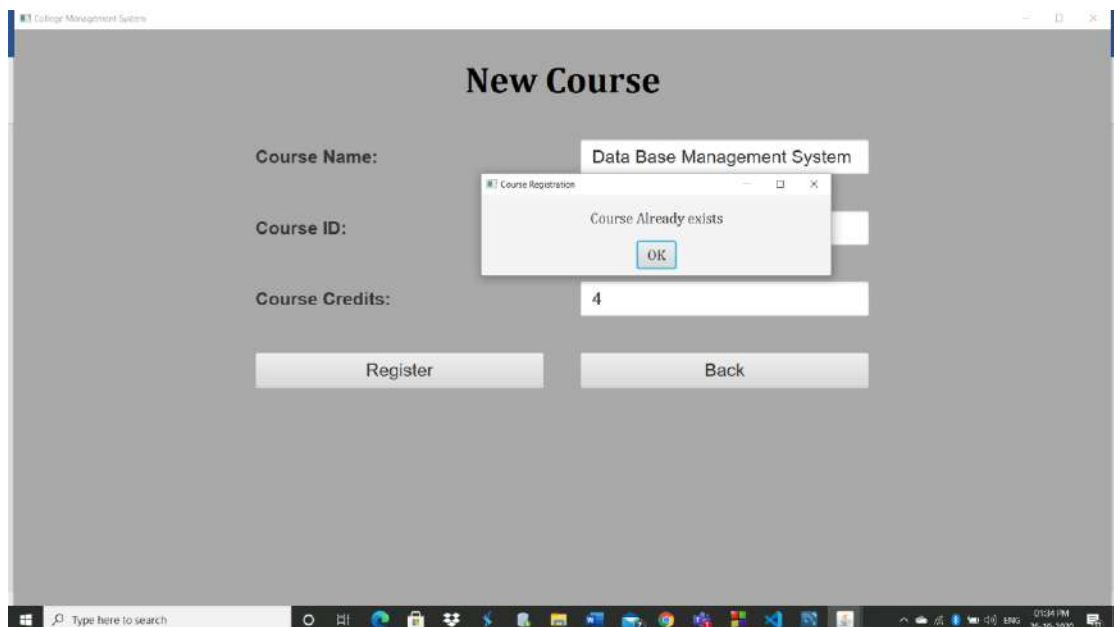 College Management System
New Course
Course Name:
Data Base Management System
Course Registration
Course Already exists
OK
Course ID:
Course Credits:
4
Register
Back
Type here to search
ENG
01:34 PM